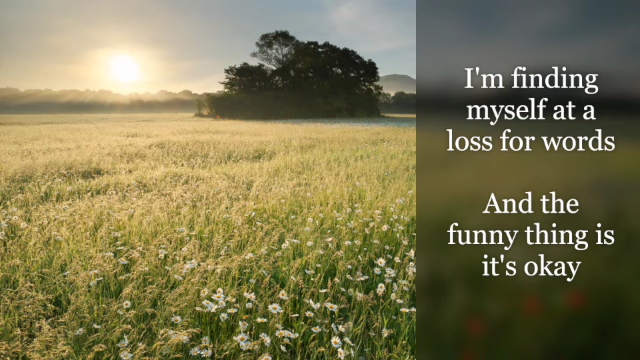 I'm finding
myself at a
loss for words
And the
funny thing is
it's okay